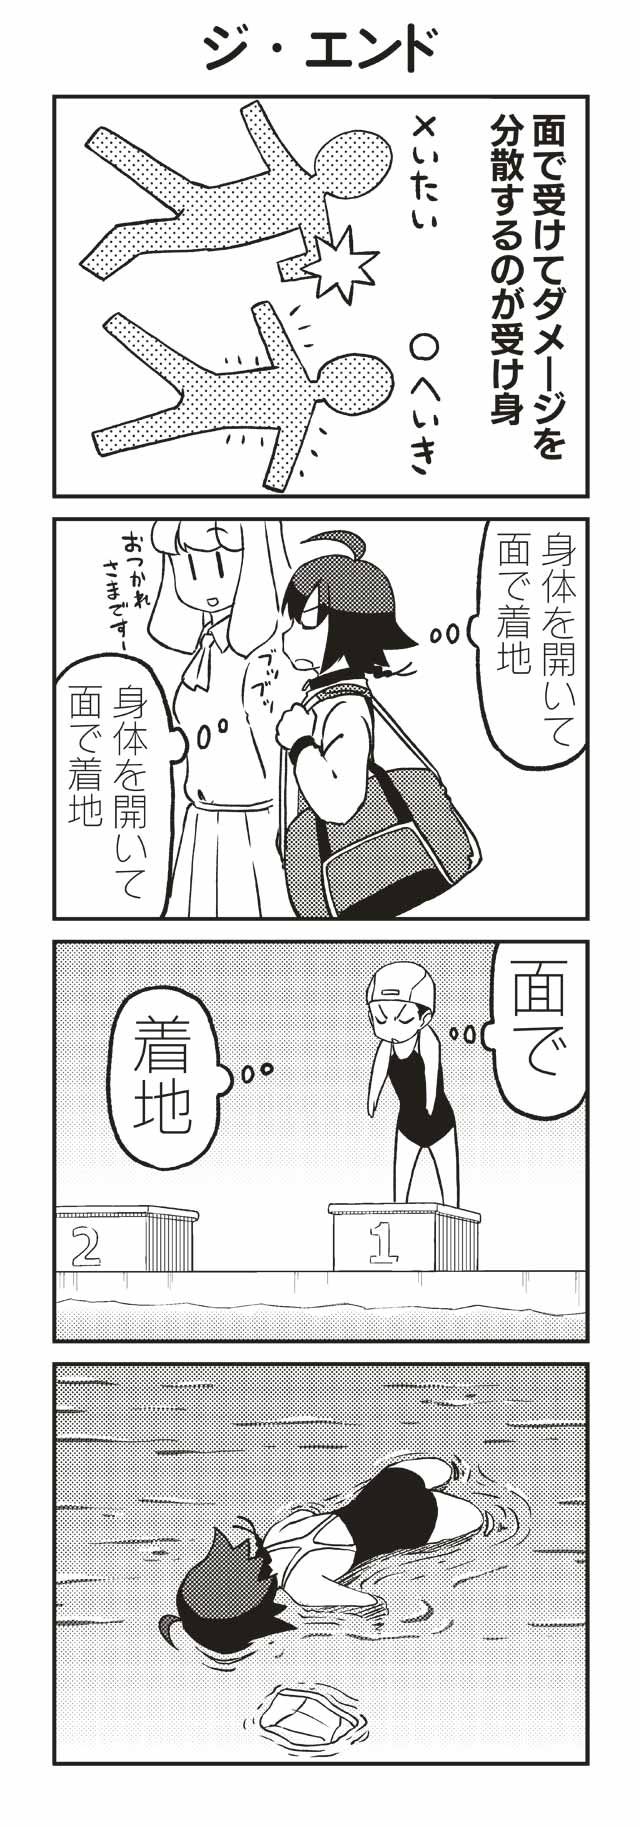 ジ・エンド
面で受けてダメージを
分散するのが受け身
×いたい
○へいき
身体を開いて
面で着地
ブツブツ
おつかれ
さまですー
身体を開いて
面で着地
面で
着地
1
2